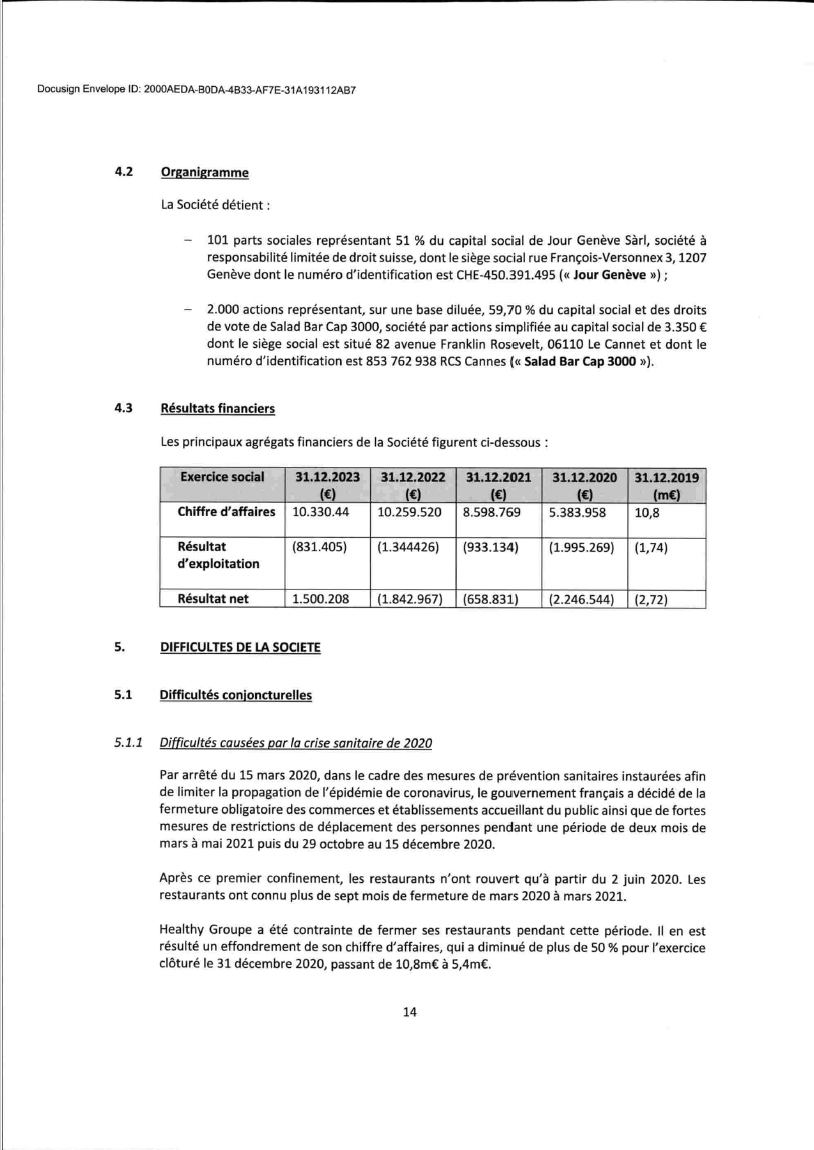 Docusign Envelope ID: 2000AEDA-B0DA-4B33-AF7E-31A193112AB7
4.2 Organigramme
La Société détient :
– 101 parts sociales représentant 51 % du capital social de Jour Genève Sàrl, société à
responsabilité limitée de droit suisse, dont le siège social rue François-Versonnex 3, 1207
Genève dont le numéro d'identification est CHE-450.391.495 (« Jour Genève ») ;
– 2.000 actions représentant, sur une base diluée, 59,70 % du capital social et des droits
de vote de Salad Bar Cap 3000, société par actions simplifiée au capital social de 3.350 €
dont le siège social est situé 82 avenue Franklin Rosevelt, 06110 Le Cannet et dont le
numéro d'identification est 853 762 938 RCS Cannes (« Salad Bar Cap 3000 »).
4.3 Résultats financiers
Les principaux agrégats financiers de la Société figurent ci-dessous :
Exercice social 31.12.2023 31.12.2022 31.12.2021 31.12.2020 31.12.2019
(€) (€) (€) (€) (m€)
Chiffre d'affaires 10.330.44 10.259.520 8.598.769 5.383.958 10,8
Résultat (831.405) (1.344426) (933.134) (1.995.269) (1,74)
d'exploitation
Résultat net 1.500.208 (1.842.967) (658.831) (2.246.544) (2,72)
5. DIFFICULTES DE LA SOCIETE
5.1 Difficultés conjoncturelles
5.1.1 Difficultés causées par la crise sanitaire de 2020
Par arrêté du 15 mars 2020, dans le cadre des mesures de prévention sanitaires instaurées afin
de limiter la propagation de l'épidémie de coronavirus, le gouvernement français a décidé de la
fermeture obligatoire des commerces et établissements accueillant du public ainsi que de fortes
mesures de restrictions de déplacement des personnes pendant une période de deux mois de
mars à mai 2021 puis du 29 octobre au 15 décembre 2020.
Après ce premier confinement, les restaurants n'ont rouvert qu'à partir du 2 juin 2020. Les
restaurants ont connu plus de sept mois de fermeture de mars 2020 à mars 2021.
Healthy Groupe a été contrainte de fermer ses restaurants pendant cette période. Il en est
résulté un effondrement de son chiffre d'affaires, qui a diminué de plus de 50 % pour l'exercice
clôturé le 31 décembre 2020, passant de 10,8m€ à 5,4m€.
14